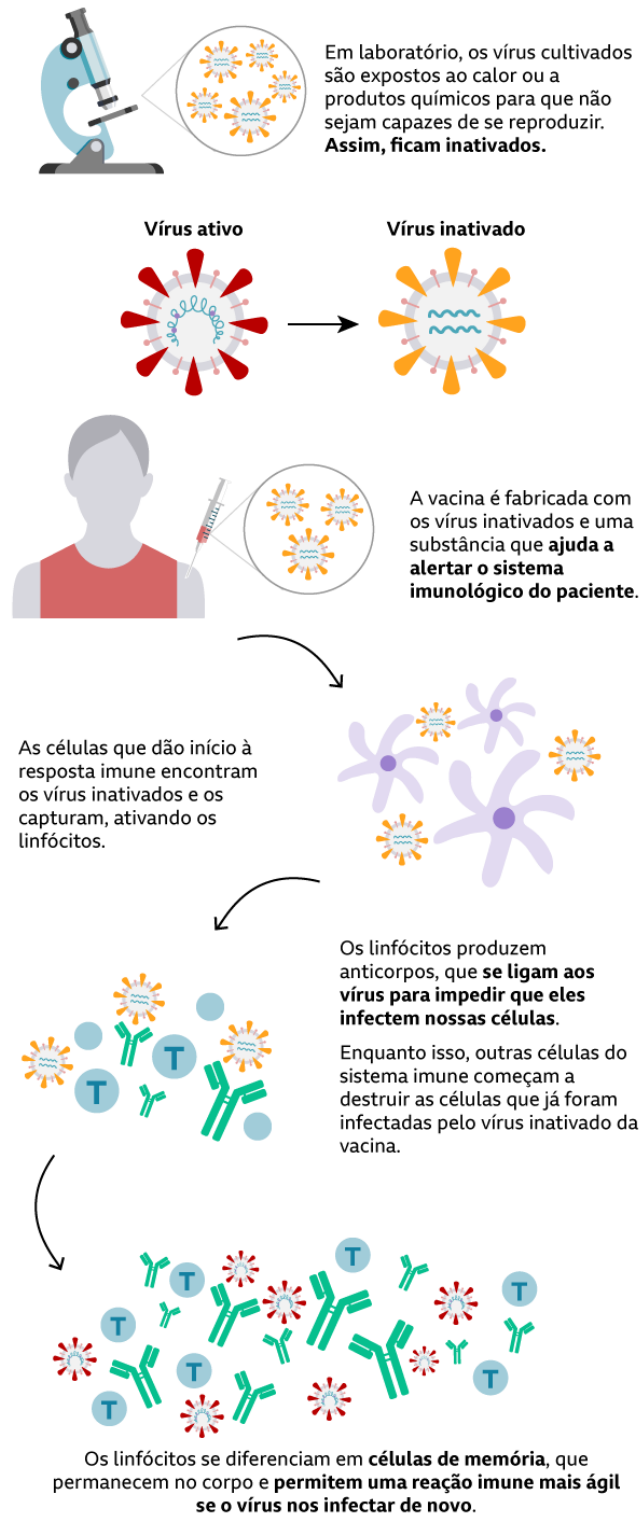 Em laboratório, os vírus cultivados
são expostos ao calor ou a
produtos químicos para que não
sejam capazes de se reproduzir.
Assim, ficam inativados.
Vírus ativo
Vírus inativado
A vacina é fabricada com
os vírus inativados e uma
substância que ajuda a
alertar o sistema
imunológico do paciente.
As células que dão início à
resposta imune encontram
os vírus inativados e os
capturam, ativando os
linfócitos.
Os linfócitos produzem
anticorpos, que se ligam aos
vírus para impedir que eles
infectem nossas células.
Enquanto isso, outras células do
sistema imune começam a
destruir as células que já foram
infectadas pelo vírus inativado da
vacina.
T
T
T
T
T
T
T
T
T
Os linfócitos se diferenciam em células de memória, que
permanecem no corpo e permitem uma reação imune mais ágil
se o vírus nos infectar de novo.